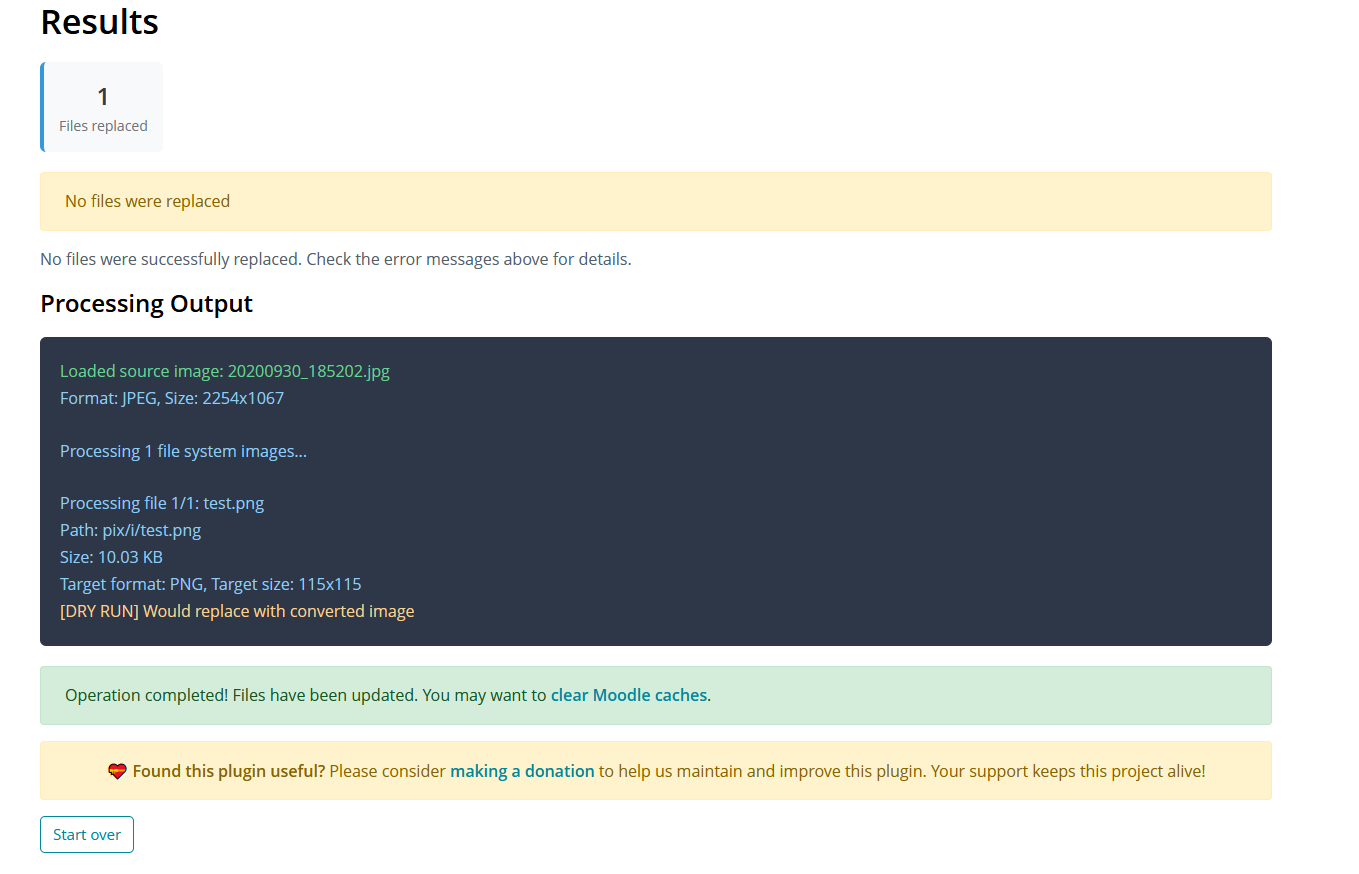 Results
1
Files replaced
No files were replaced
No files were successfully replaced. Check the error messages above for details.
Processing Output
Loaded source image: 20200930_185202.jpg
Format: JPEG, Size: 2254x1067
Processing 1 file system images...
Processing file 1/1: test.png
Path: pix/i/test.png
Size: 10.03 KB
Target format: PNG, Target size: 115x115
[DRY RUN] Would replace with converted image
Operation completed! Files have been updated. You may want to clear Moodle caches.
Found this plugin useful? Please consider making a donation to help us maintain and improve this plugin. Your support keeps this project alive!
Start over